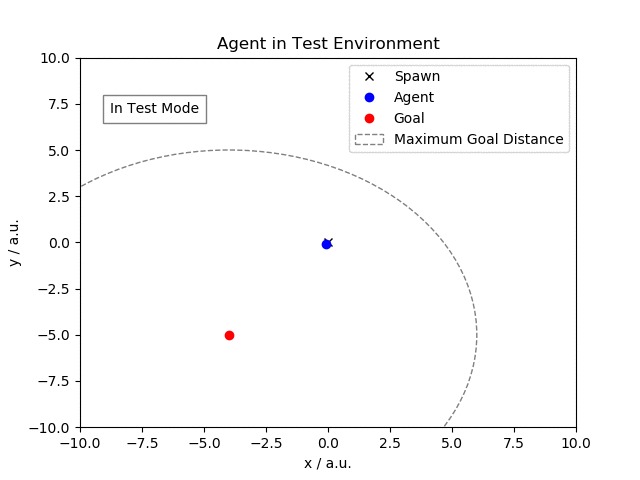 Agent in Test Environment
In Test Mode
Spawn
Agent
Goal
Maximum Goal Distance
y / a.u.
10.0
7.5
5.0
2.5
0.0
−2.5
−5.0
−7.5
−10.0
−10.0 −7.5 −5.0 −2.5 0.0 2.5 5.0 7.5 10.0
x / a.u.